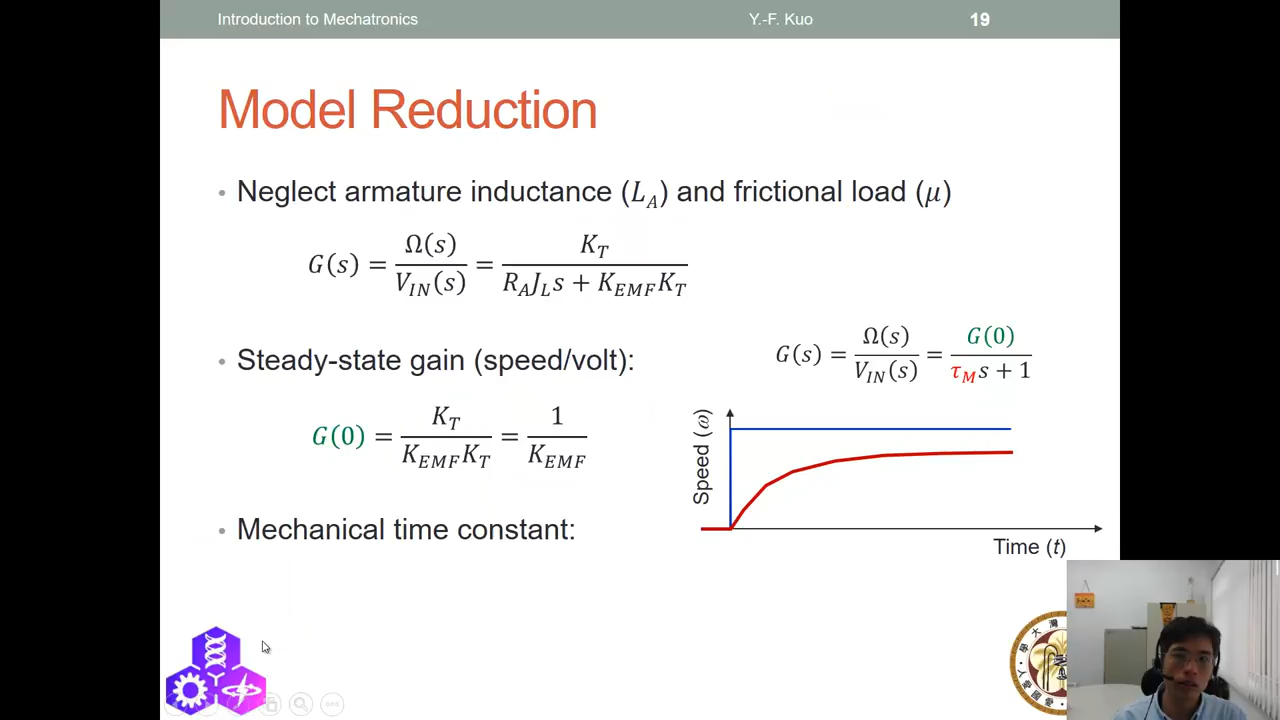 Introduction to Mechatronics
Y.-F. Kuo
19
Model Reduction
• Neglect armature inductance (L_A) and frictional load (μ)
G(s) = Ω(s)/V_IN(s) = K_T/(R_A J_L s + K_EMF K_T)
• Steady-state gain (speed/volt):
G(s) = Ω(s)/V_IN(s) = G(0)/(τ_M s + 1)
G(0) = K_T/(K_EMF K_T) = 1/K_EMF
Speed (ω)
• Mechanical time constant:
Time (t)